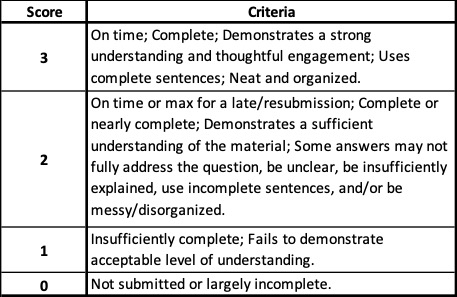 Score Criteria
3
On time; Complete; Demonstrates a strong
understanding and thoughtful engagement; Uses
complete sentences; Neat and organized.
2
On time or max for a late/resubmission; Complete or
nearly complete; Demonstrates a sufficient
understanding of the material; Some answers may not
fully address the question, be unclear, be insufficiently
explained, use incomplete sentences, and/or be
messy/disorganized.
1
Insufficiently complete; Fails to demonstrate
acceptable level of understanding.
0
Not submitted or largely incomplete.